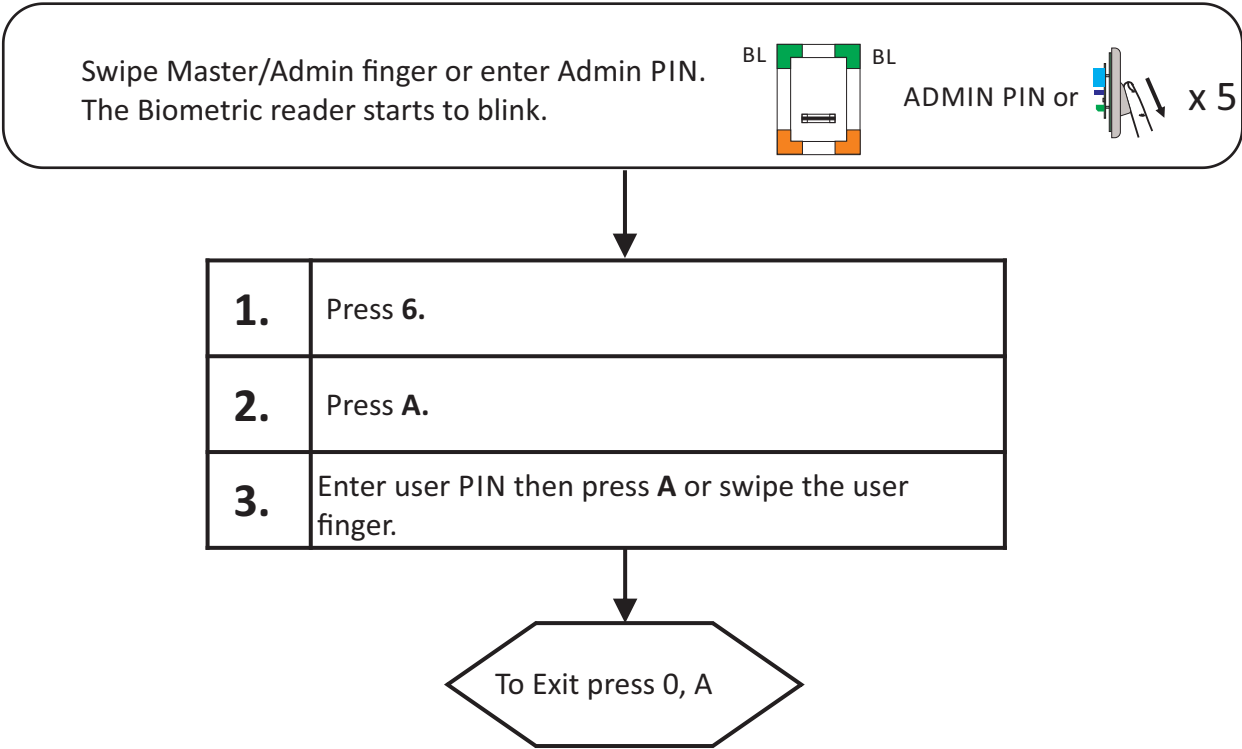 Swipe Master/Admin finger or enter Admin PIN.
The Biometric reader starts to blink.
BL BL
ADMIN PIN or x 5
1. Press 6.
2. Press A.
3. Enter user PIN then press A or swipe the user
finger.
To Exit press 0, A